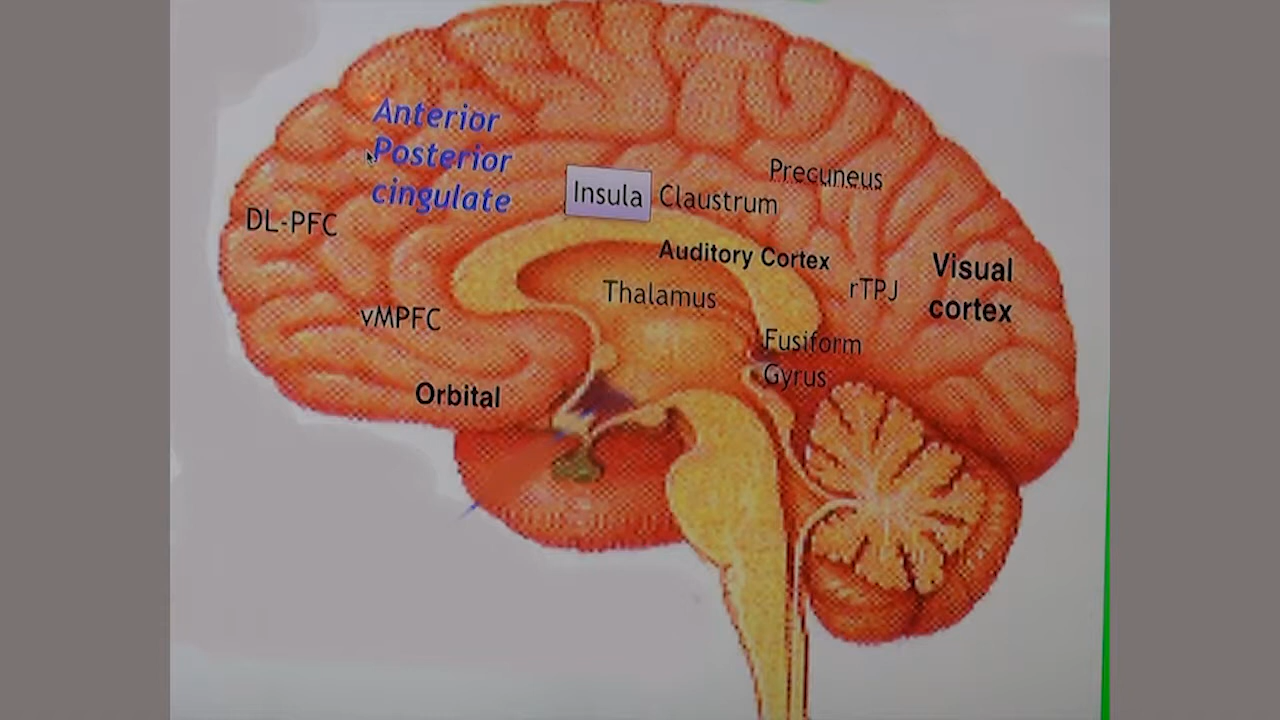 Anterior
Posterior
cingulate
Precuneus
Insula
Claustrum
DL-PFC
Auditory Cortex
Visual
cortex
Thalamus
rTPJ
vMPFC
Fusiform
Gyrus
Orbital